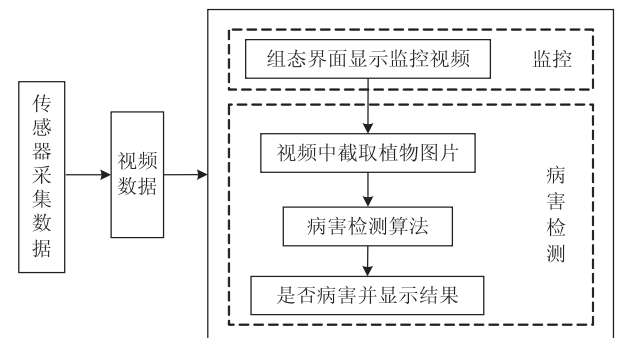 传感器采集数据
视频
数据
组态界面显示监控视频
监控
视频中截取植物图片
病害检测算法
是否病害并显示结果
病害检测